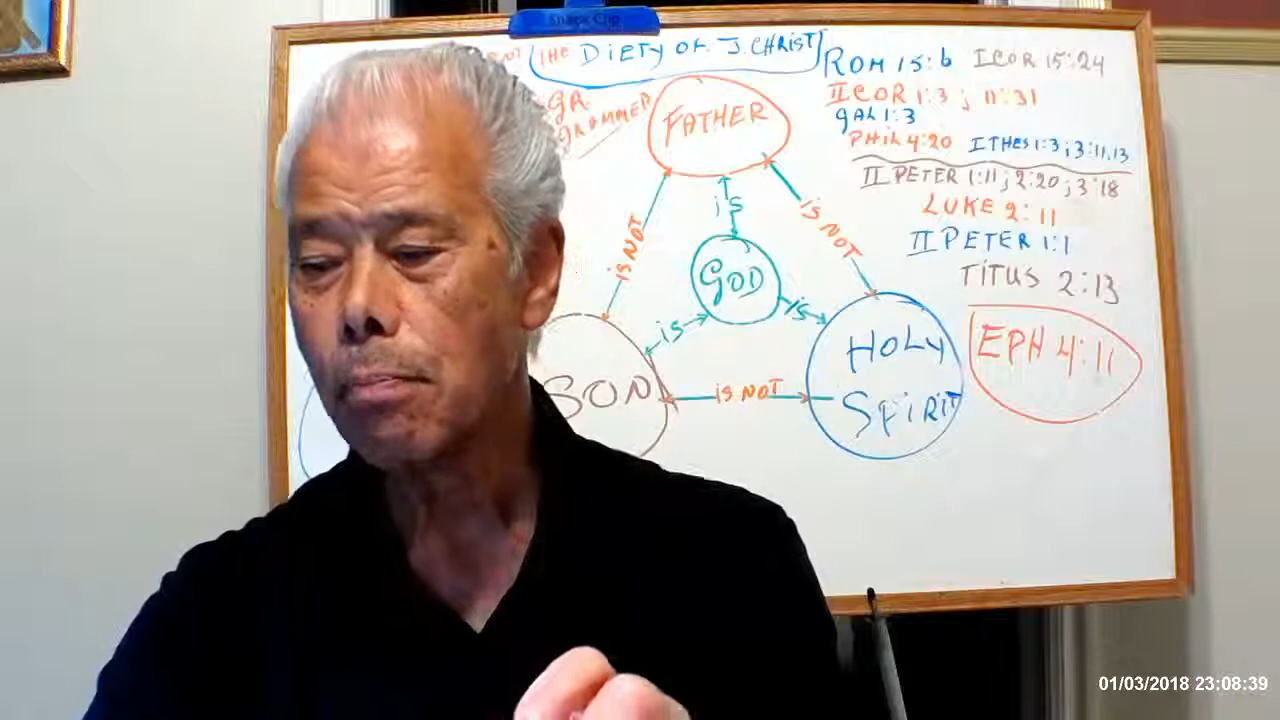 Snack Clip
THE DiETY OF J. CHRIST
ROM 15:6 I COR 15:24
GR. II COR 1:3 ; 11:31
GRAMMER GAL 1:3
FATHER PHIL 4:20 I THES 1:3 ; 3:11,13
II PETER 1:11 ; 2:20 ; 3:18
is LUKE 2:11
is NOT is NOT II PETER 1:1
GOD TITUS 2:13
is is
HOLY EPH 4:11
SON is NOT SPiRIT
01/03/2018 23:08:39